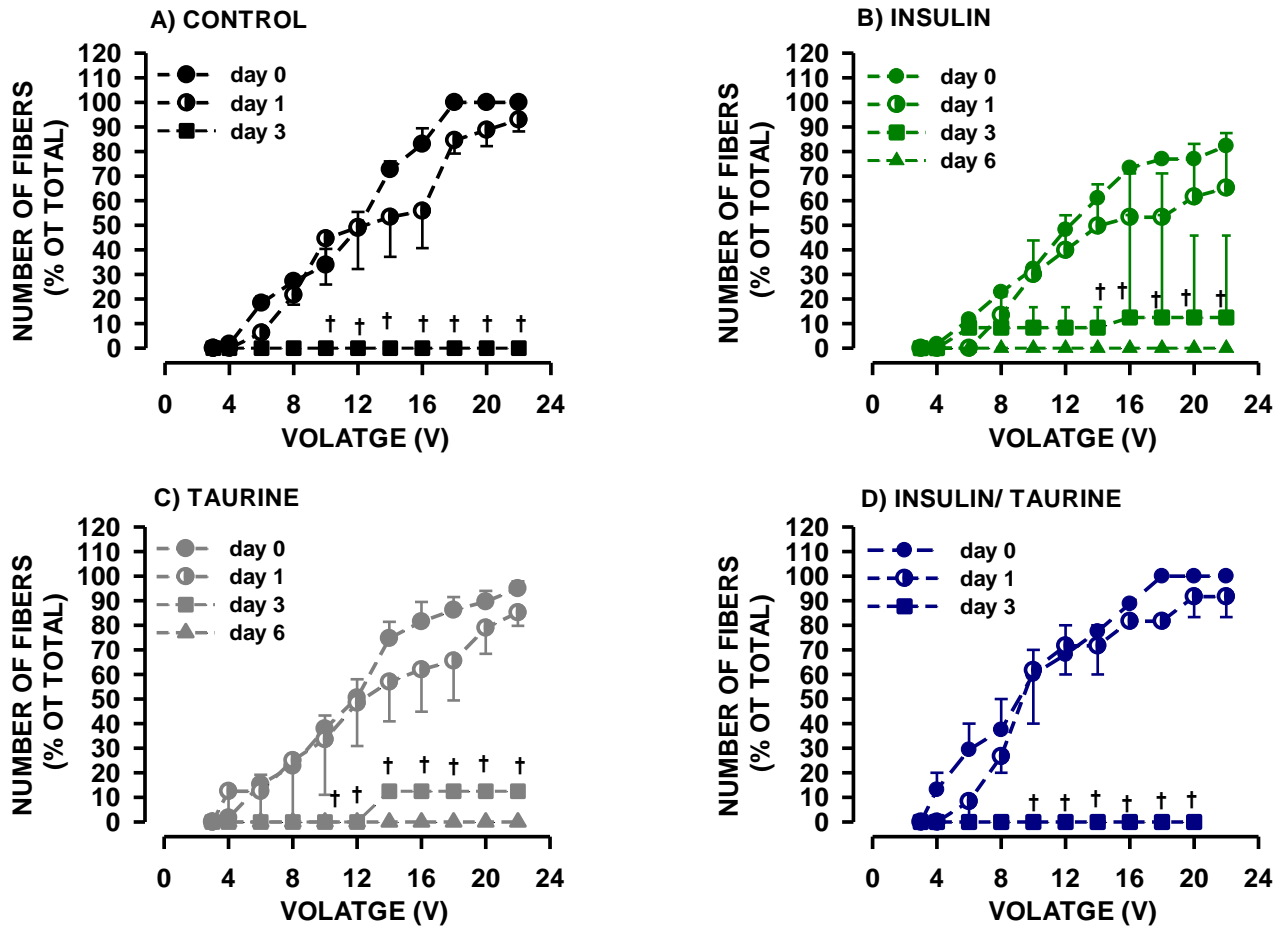 A) CONTROL
NUMBER OF FIBERS
(% OT TOTAL)
120
110
100
90
80
70
60
50
40
30
20
10
0
day 0
day 1
day 3
† † † † † † †
0 4 8 12 16 20 24
VOLATGE (V)
B) INSULIN
NUMBER OF FIBERS
(% OT TOTAL)
120
110
100
90
80
70
60
50
40
30
20
10
0
day 0
day 1
day 3
day 6
† † † † †
0 4 8 12 16 20 24
VOLATGE (V)
C) TAURINE
NUMBER OF FIBERS
(% OT TOTAL)
120
110
100
90
80
70
60
50
40
30
20
10
0
day 0
day 1
day 3
day 6
† † † † † † †
0 4 8 12 16 20 24
VOLATGE (V)
D) INSULIN/ TAURINE
NUMBER OF FIBERS
(% OT TOTAL)
120
110
100
90
80
70
60
50
40
30
20
10
0
day 0
day 1
day 3
† † † † † †
0 4 8 12 16 20 24
VOLATGE (V)